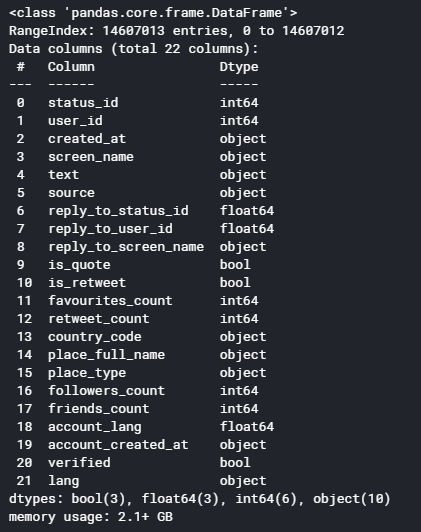 <class 'pandas.core.frame.DataFrame'>
RangeIndex: 14607013 entries, 0 to 14607012
Data columns (total 22 columns):
 #   Column                Dtype
---  ------                -----
 0   status_id             int64
 1   user_id               int64
 2   created_at            object
 3   screen_name           object
 4   text                  object
 5   source                object
 6   reply_to_status_id    float64
 7   reply_to_user_id      float64
 8   reply_to_screen_name  object
 9   is_quote              bool
 10  is_retweet            bool
 11  favourites_count      int64
 12  retweet_count         int64
 13  country_code          object
 14  place_full_name       object
 15  place_type            object
 16  followers_count       int64
 17  friends_count         int64
 18  account_lang          float64
 19  account_created_at    object
 20  verified              bool
 21  lang                  object
dtypes: bool(3), float64(3), int64(6), object(10)
memory usage: 2.1+ GB